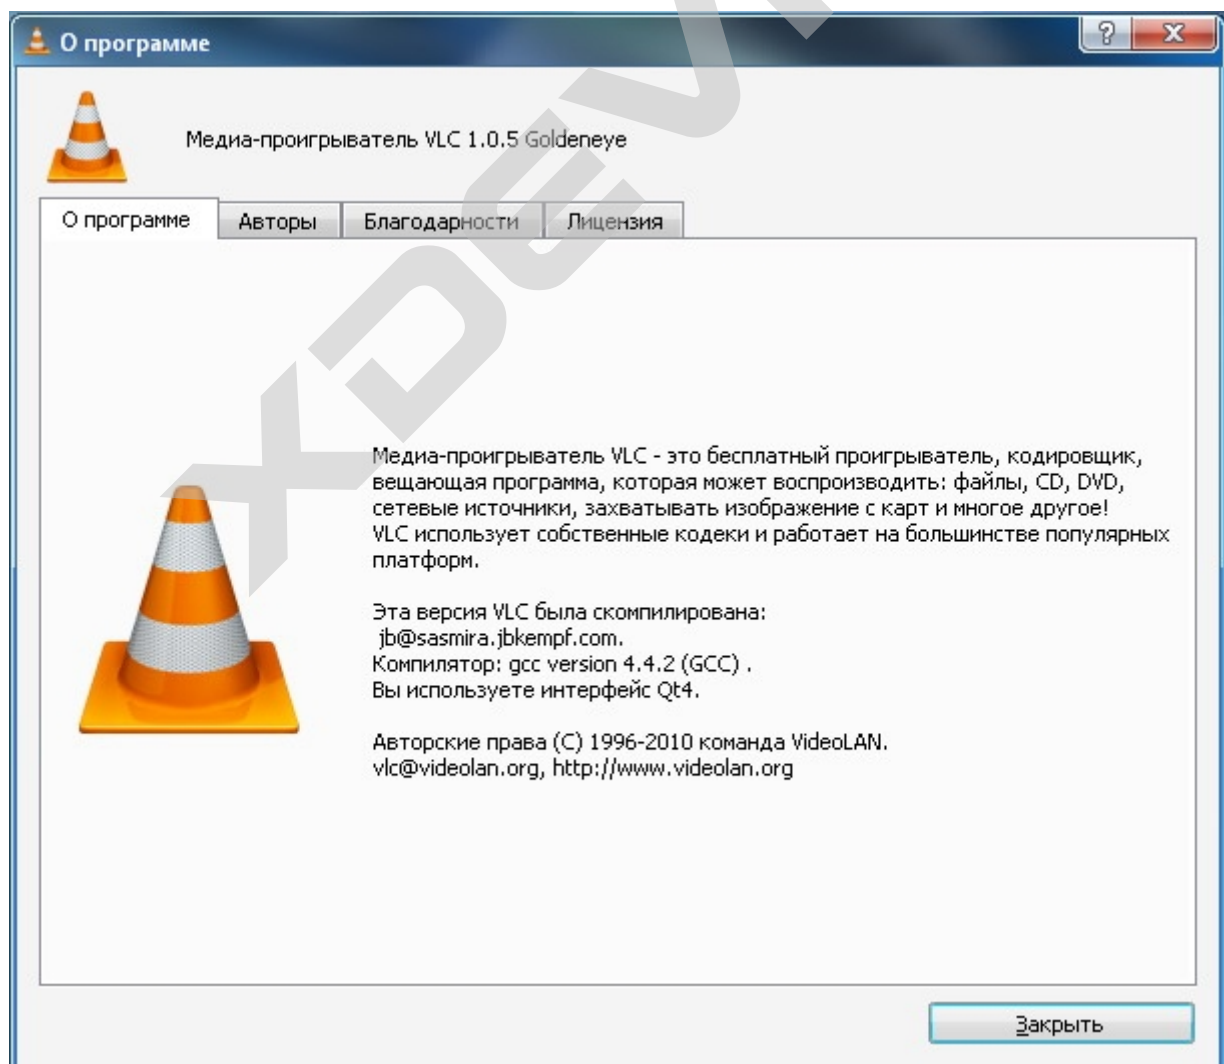 О программе
Медиа-проигрыватель VLC 1.0.5 Goldeneye
О программе
Авторы
Благодарности
Лицензия
Медиа-проигрыватель VLC - это бесплатный проигрыватель, кодировщик,
вещающая программа, которая может воспроизводить: файлы, CD, DVD,
сетевые источники, захватывать изображение с карт и многое другое!
VLC использует собственные кодеки и работает на большинстве популярных
платформ.
Эта версия VLC была скомпилирована:
jb@sasmira.jbkempf.com.
Компилятор: gcc version 4.4.2 (GCC) .
Вы используете интерфейс Qt4.
Авторские права (C) 1996-2010 команда VideoLAN.
vlc@videolan.org, http://www.videolan.org
Закрыть
XDEV